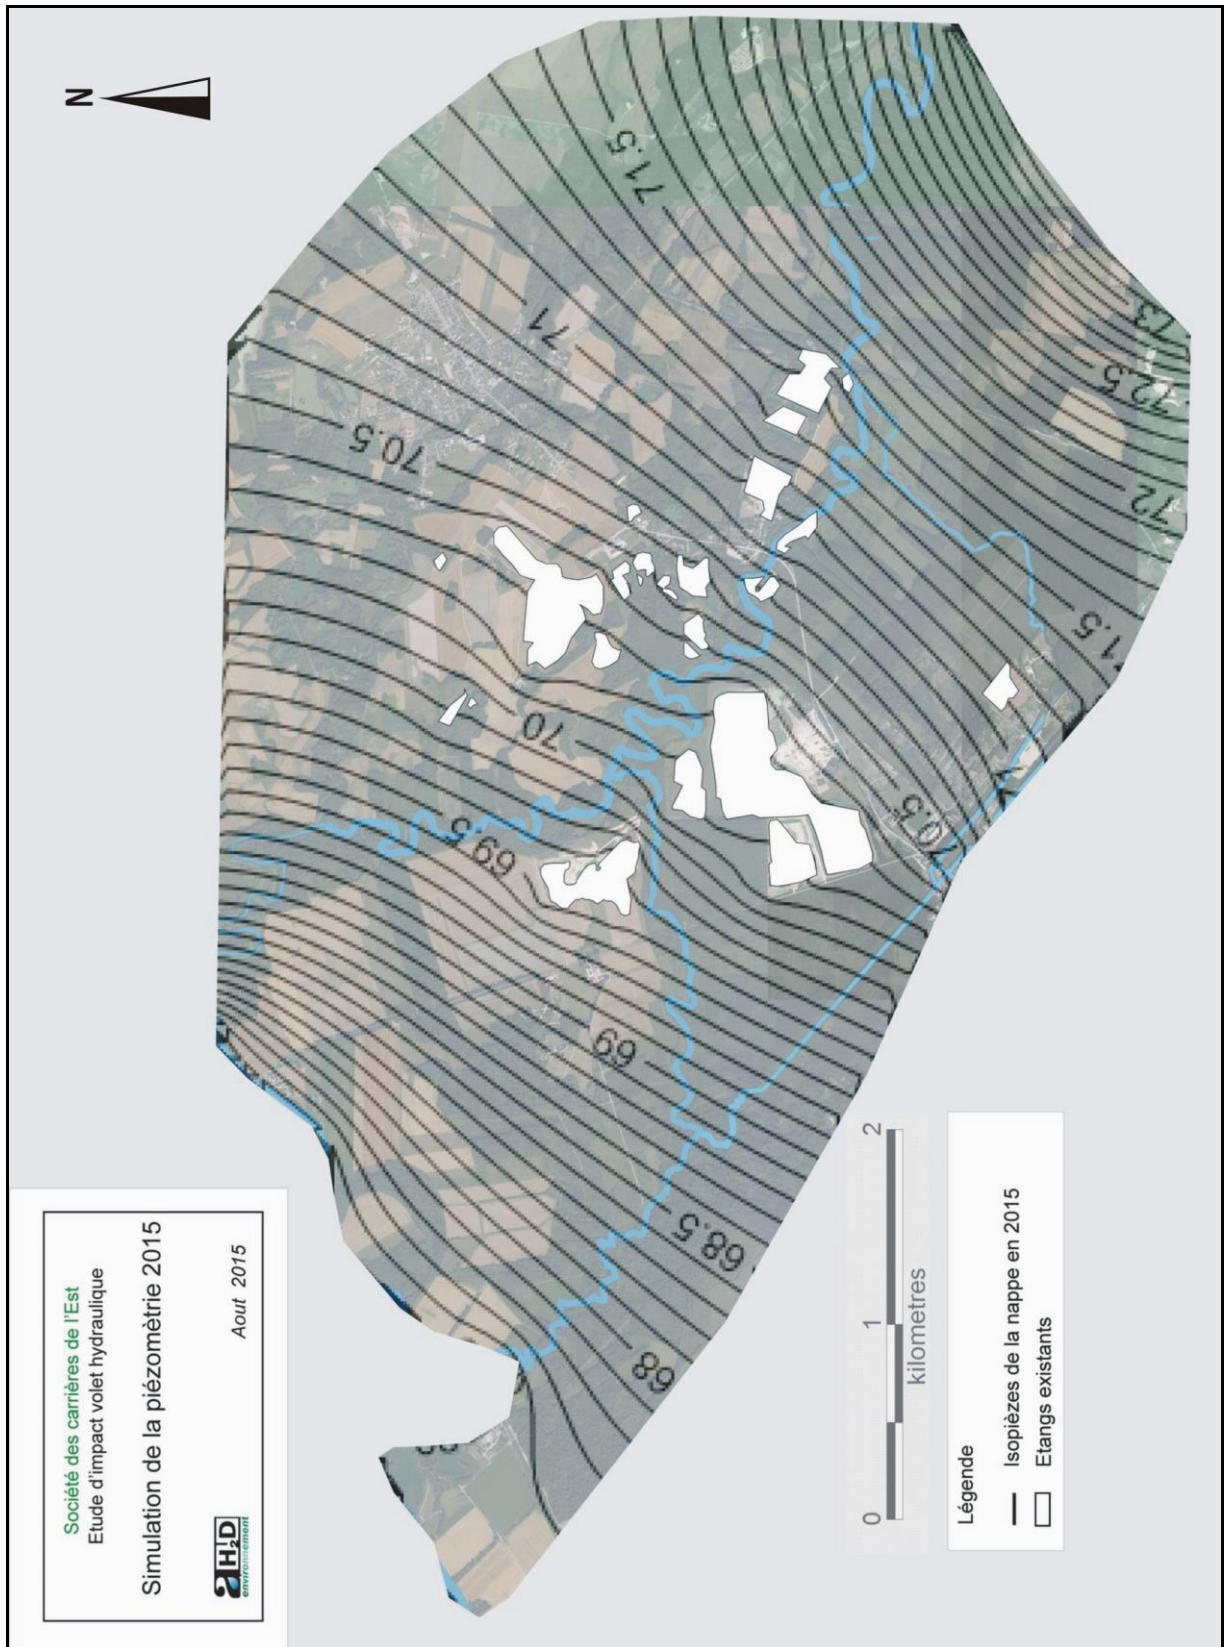 Société des carrières de l'Est
Etude d'impact volet hydraulique
Simulation de la piézométrie 2015
Aout 2015
aH2D
environnement
N
71.5
71
70.5
70
69.5
69
68.5
68
73
72.5
72
71.5
70.5
0
1
2
kilometres
Légende
Isopièzes de la nappe en 2015
Etangs existants